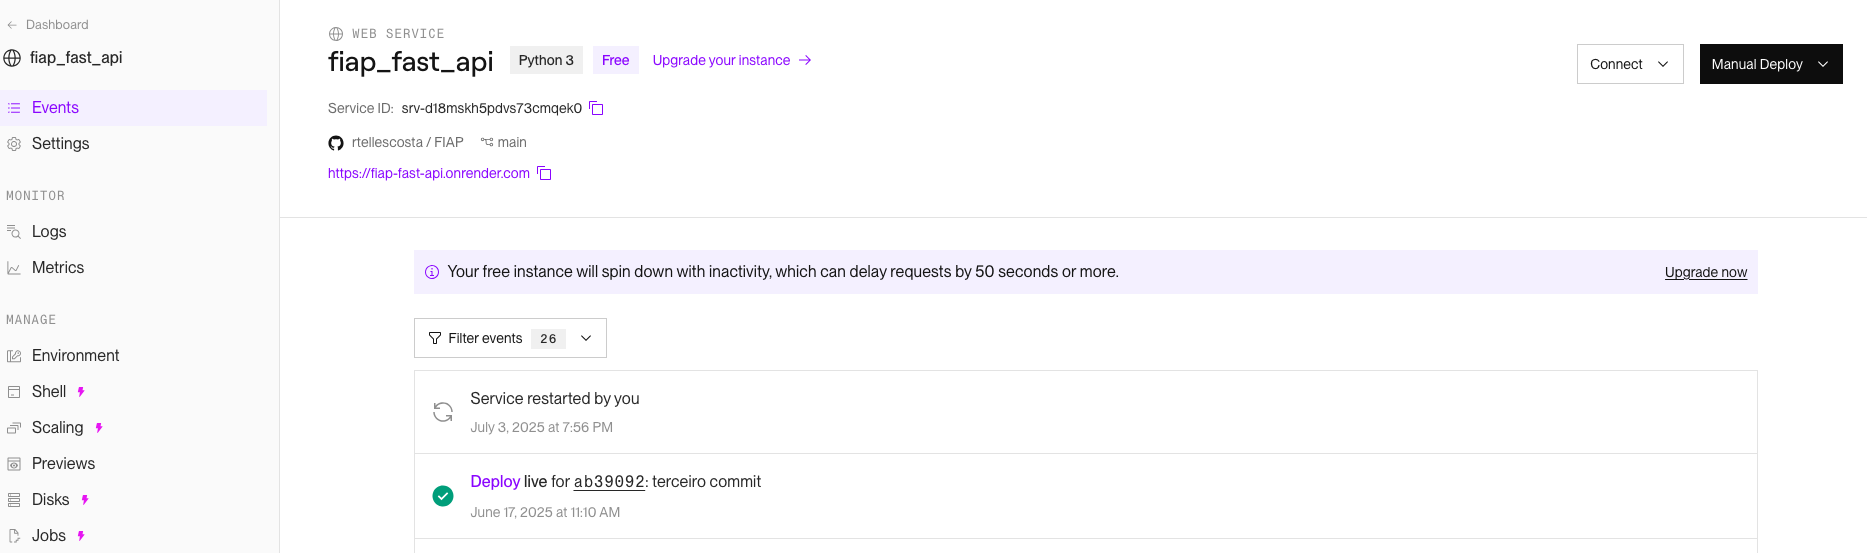 Dashboard
fiap_fast_api
Events
Settings
MONITOR
Logs
Metrics
MANAGE
Environment
Shell
Scaling
Previews
Disks
Jobs
WEB SERVICE
fiap_fast_api Python 3 Free Upgrade your instance
Connect
Manual Deploy
Service ID: srv-d18mskh5pdvs73cmqek0
rtellescosta / FIAP main
https://fiap-fast-api.onrender.com
Your free instance will spin down with inactivity, which can delay requests by 50 seconds or more.
Upgrade now
Filter events 26
Service restarted by you
July 3, 2025 at 7:56 PM
Deploy live for ab39092: terceiro commit
June 17, 2025 at 11:10 AM